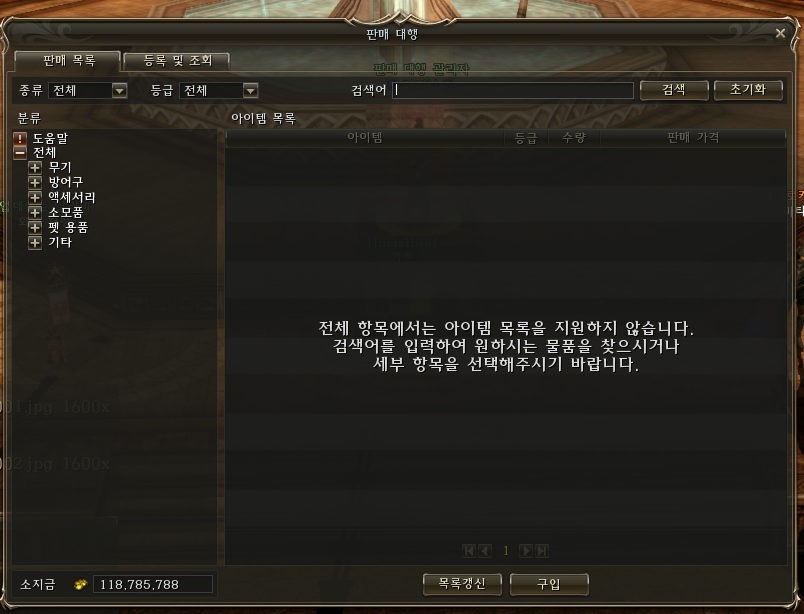 판매 대행
판매 목록 등록 및 조회
판매 대행 관리자
종류 전체 등급 전체 검색어 검색 초기화
분류 아이템 목록
아이템 등급 수량 판매 가격
도움말
전체
무기
방어구
액세서리
소모품
펫 용품
기타
전체 항목에서는 아이템 목록을 지원하지 않습니다.
검색어를 입력하여 원하시는 물품을 찾으시거나
세부 항목을 선택해주시기 바랍니다.
01.jpg 1600x
002.jpg 1600x
1
소지금 118,785,788 목록갱신 구입